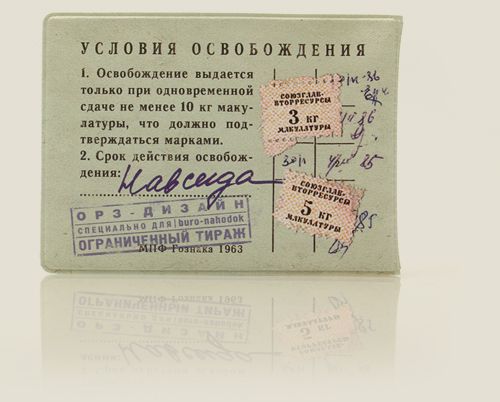 УСЛОВИЯ ОСВОБОЖДЕНИЯ
1. Освобождение выдается
только при одновременной
сдаче не менее 10 кг маку-
латуры, что должно под-
тверждаться марками.
2. Срок действия освобож-
дения: Навсегда
ОРЗ-ДИЗАЙН
СПЕЦИАЛЬНО ДЛЯ buro-nahodok
ОГРАНИЧЕННЫЙ ТИРАЖ
МПФ Гознака 1963
СОЮЗГЛАВ-
ВТОРРЕСУРСЫ
3 КГ
МАКУЛАТУРЫ
СОЮЗГЛАВ-
ВТОРРЕСУРСЫ
5 КГ
МАКУЛАТУРЫ